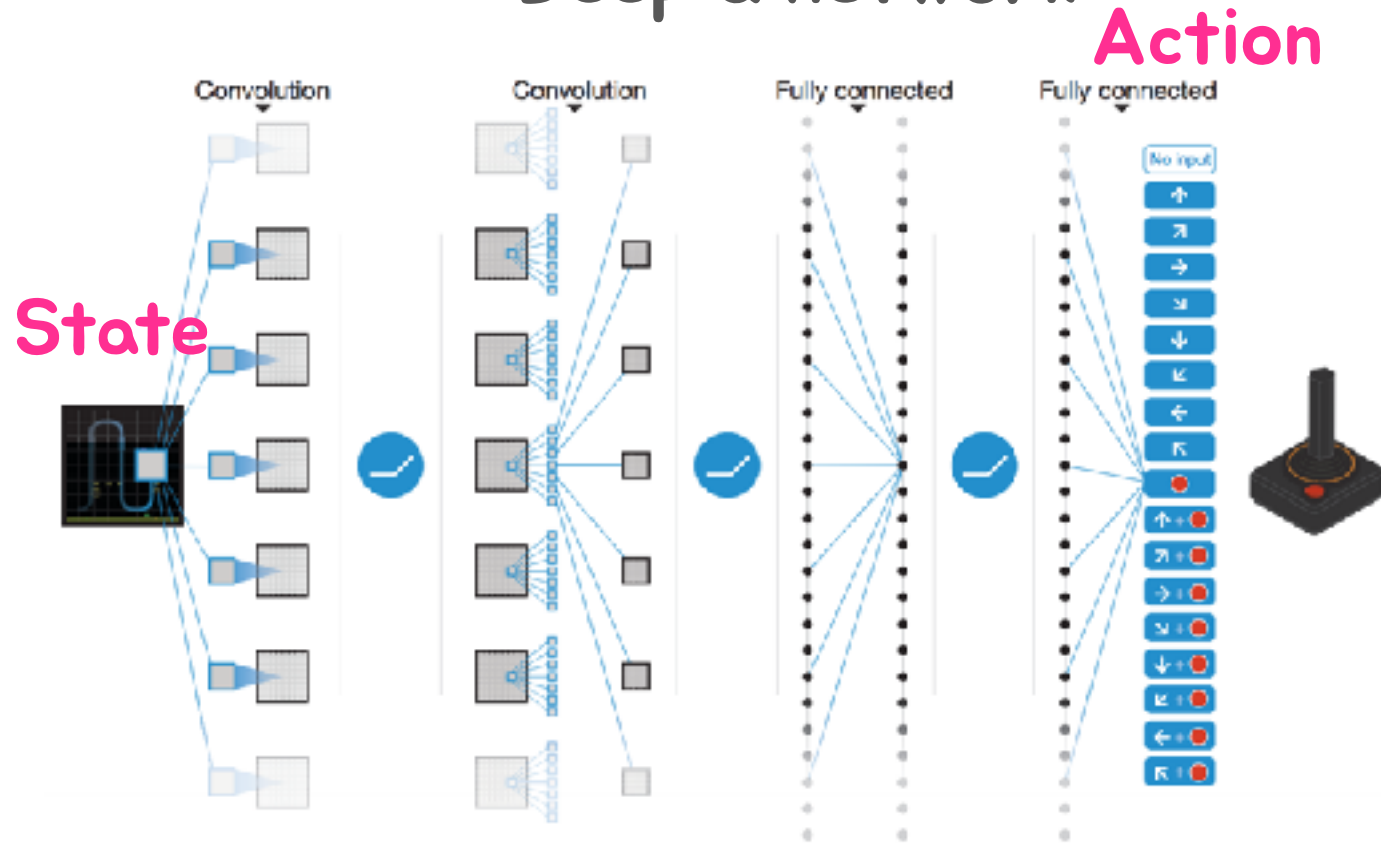 Action
Convolution
Convolution
Fully connected
Fully connected
No input
State